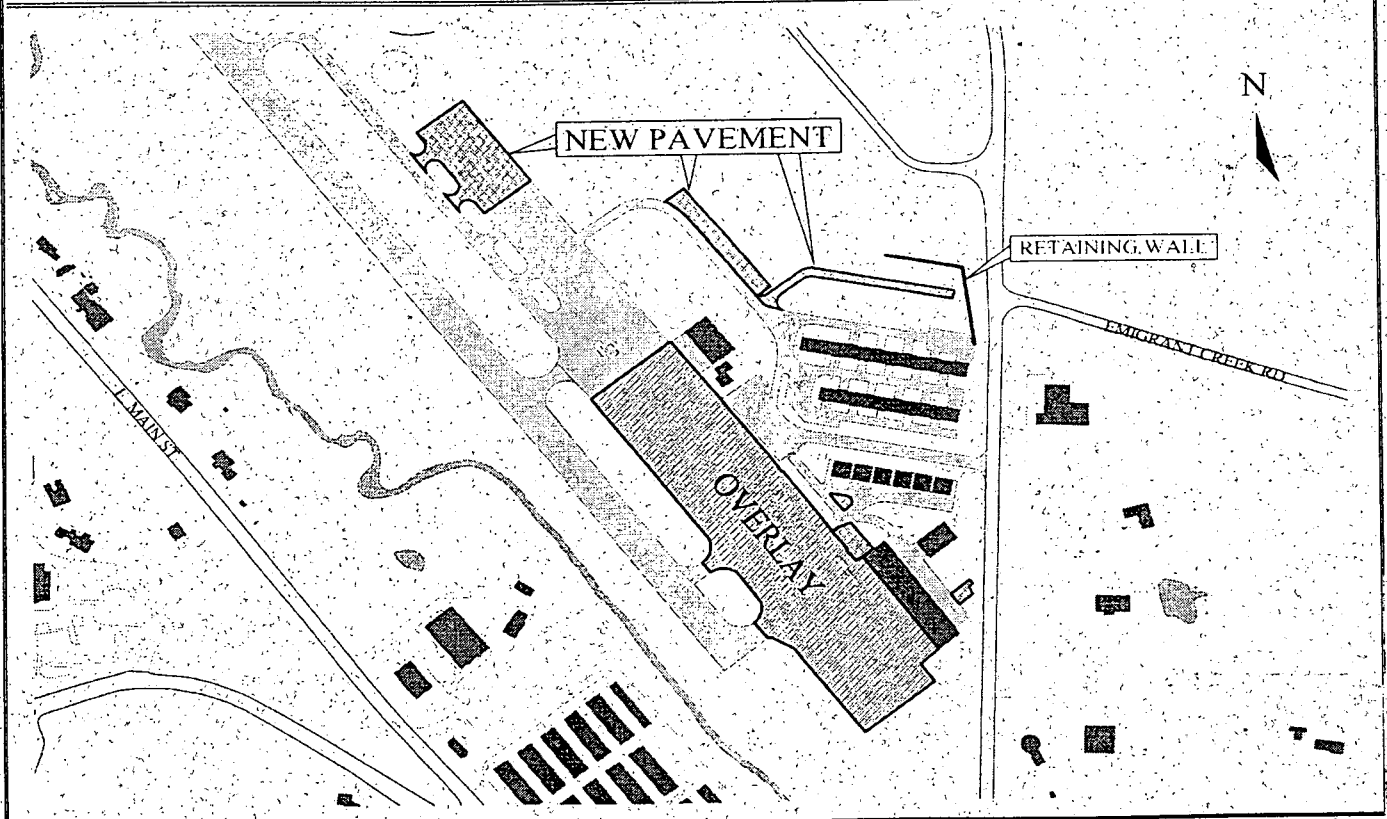 N
NEW PAVEMENT
RETAINING WALL
EMIGRANT CREEK RD
E. MAIN ST
OVERLAY